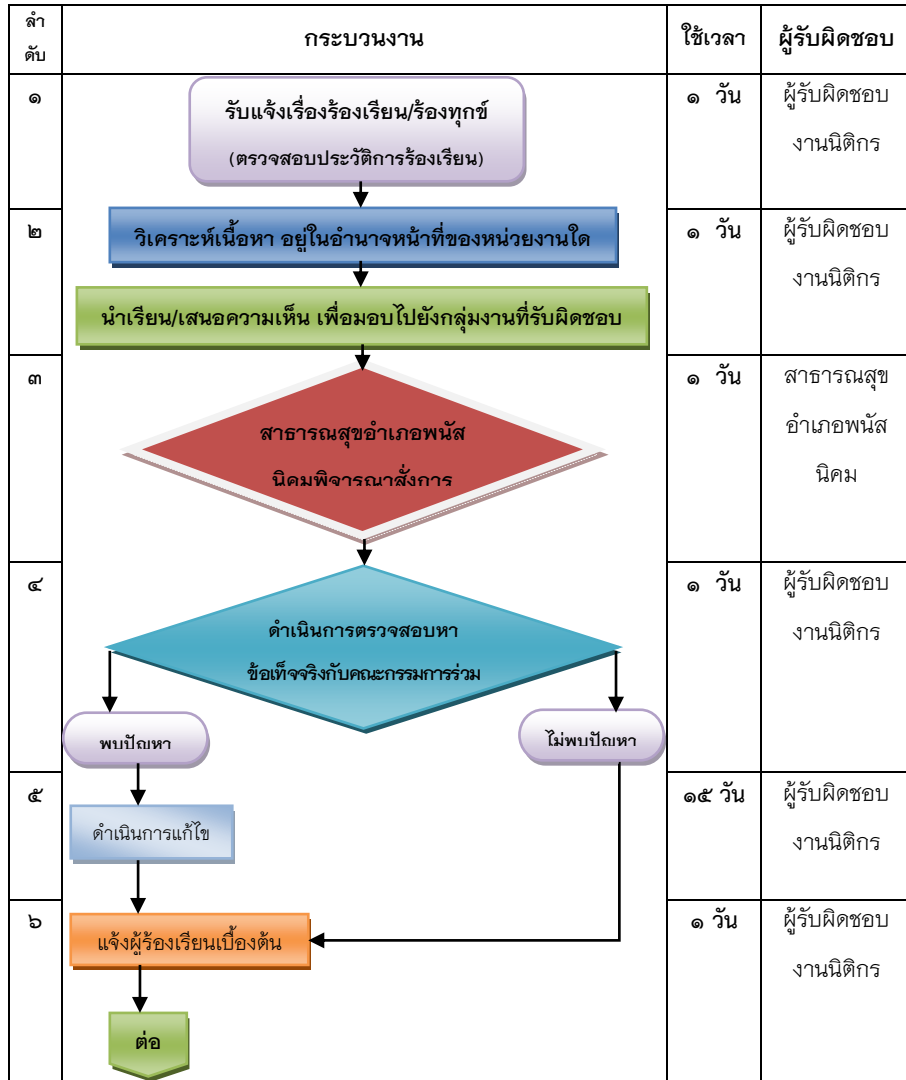 ลำ
ดับ
กระบวนงาน
ใช้เวลา
ผู้รับผิดชอบ
๑
รับแจ้งเรื่องร้องเรียน/ร้องทุกข์
(ตรวจสอบประวัติการร้องเรียน)
๑ วัน
ผู้รับผิดชอบ
งานนิติกร
๒
วิเคราะห์เนื้อหา อยู่ในอำนาจหน้าที่ของหน่วยงานใด
นำเรียน/เสนอความเห็น เพื่อมอบไปยังกลุ่มงานที่รับผิดชอบ
๑ วัน
ผู้รับผิดชอบ
งานนิติกร
๓
สาธารณสุขอำเภอพนัส
นิคมพิจารณาสั่งการ
๑ วัน
สาธารณสุข
อำเภอพนัส
นิคม
๔
ดำเนินการตรวจสอบหา
ข้อเท็จจริงกับคณะกรรมการร่วม
พบปัญหา
ไม่พบปัญหา
๑ วัน
ผู้รับผิดชอบ
งานนิติกร
๕
ดำเนินการแก้ไข
๑๕ วัน
ผู้รับผิดชอบ
งานนิติกร
๖
แจ้งผู้ร้องเรียนเบื้องต้น
ต่อ
๑ วัน
ผู้รับผิดชอบ
งานนิติกร